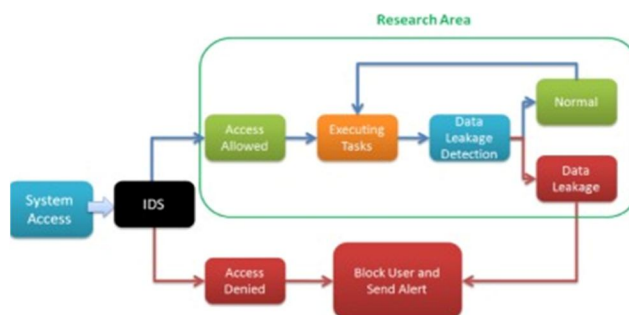 Research Area
Access
Allowed
Executing
Tasks
Data
Leakage
Detection
Normal
Data
Leakage
System
Access
IDS
Access
Denied
Block User and
Send Alert